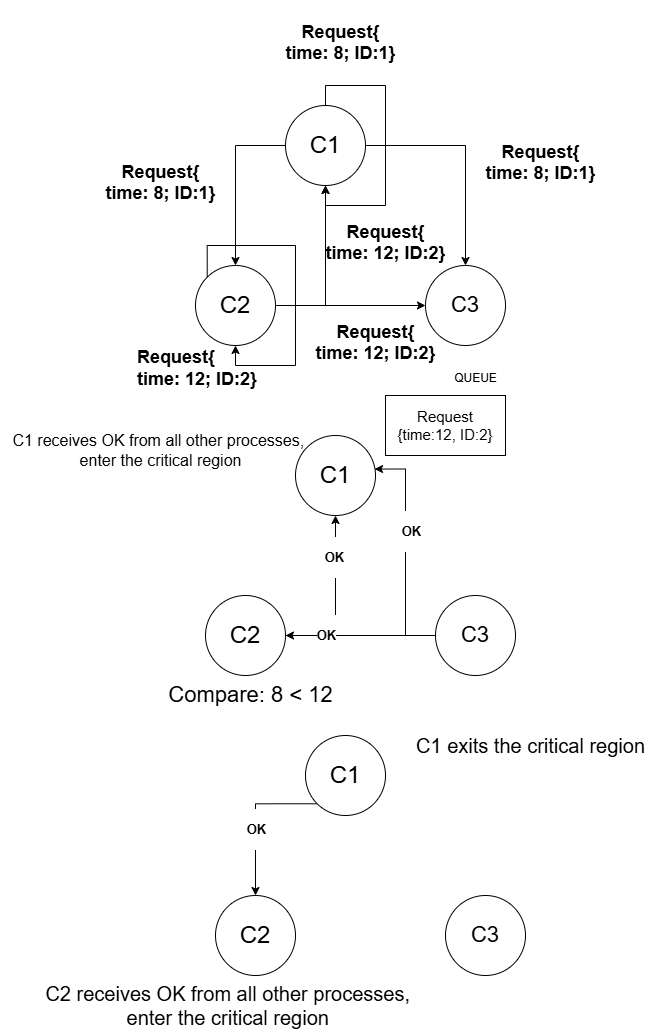 Request{
time: 8; ID:1}
C1
Request{
time: 8; ID:1}
Request{
time: 8; ID:1}
Request{
time: 12; ID:2}
C2
C3
Request{
time: 12; ID:2}
Request{
time: 12; ID:2}
QUEUE
Request
{time:12, ID:2}
C1 receives OK from all other processes,
enter the critical region
C1
OK
OK
C2
OK
C3
Compare: 8 < 12
C1 exits the critical region
C1
OK
C2
C3
C2 receives OK from all other processes,
enter the critical region